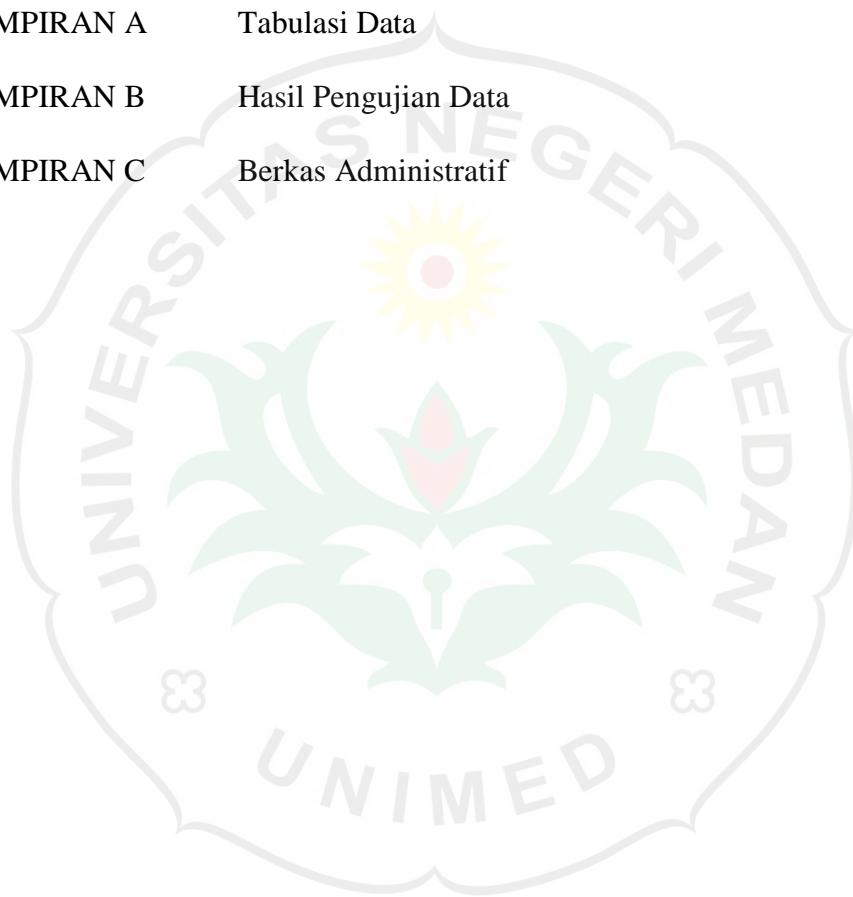 MPIRAN A Tabulasi Data
MPIRAN B Hasil Pengujian Data
MPIRAN C Berkas Administratif
UNIVERSITAS NEGERI MEDAN
UNIMED